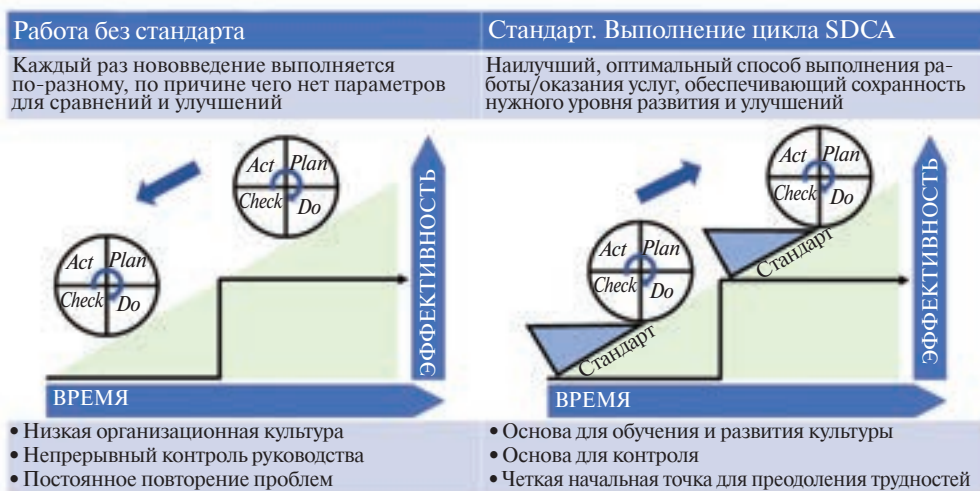 Работа без стандарта
Каждый раз нововведение выполняется
по-разному, по причине чего нет параметров
для сравнений и улучшений
Act Plan
Check Do
Act Plan
Check Do
ЭФФЕКТИВНОСТЬ
ВРЕМЯ
• Низкая организационная культура
• Непрерывный контроль руководства
• Постоянное повторение проблем
Стандарт. Выполнение цикла SDCA
Наилучший, оптимальный способ выполнения ра-
боты/оказания услуг, обеспечивающий сохранность
нужного уровня развития и улучшений
Act Plan
Check Do
Стандарт
Act Plan
Check Do
Стандарт
ЭФФЕКТИВНОСТЬ
ВРЕМЯ
• Основа для обучения и развития культуры
• Основа для контроля
• Четкая начальная точка для преодоления трудностей